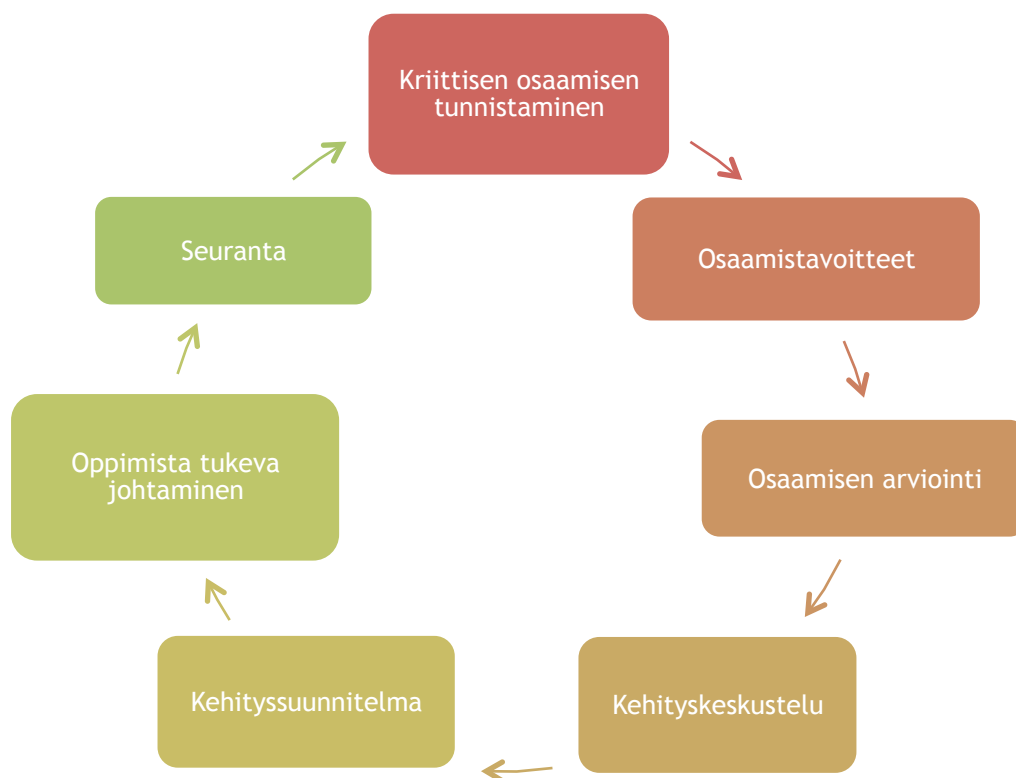 Kriittisen osaamisen
tunnistaminen
Osaamistavoitteet
Osaamisen arviointi
Kehityskeskustelu
Kehityssuunnitelma
Oppimista tukeva
johtaminen
Seuranta